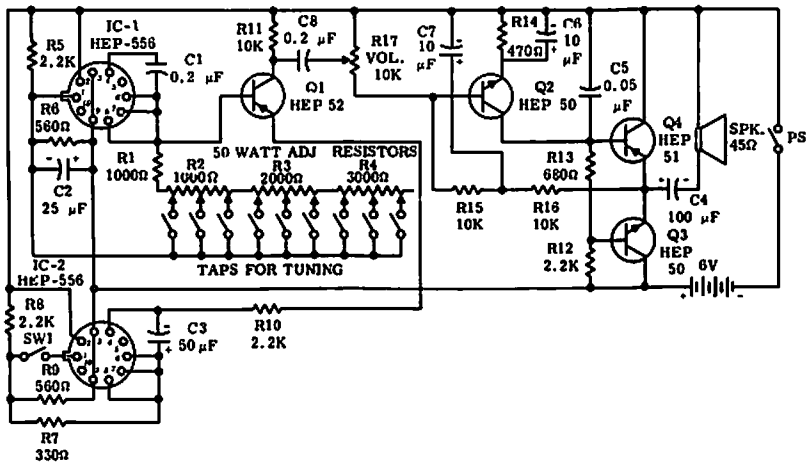 IC-1
HEP-556
R5
2.2K
R6
560Ω
C1
0.2 µF
R11
10K
C8
0.2 µF
R17
VOL.
10K
C7
10
µF
R14
470Ω
C6
10
µF
C5
0.05
µF
Q1
HEP 52
Q2
HEP
50
Q4
HEP
51
SPK.
45Ω
PS
R1
1000Ω
C2
25 µF
50 WATT ADJ RESISTORS
R2
1000Ω
R3
2000Ω
R4
3000Ω
TAPS FOR TUNING
R15
10K
R16
10K
R13
680Ω
R12
2.2K
C4
100 µF
Q3
HEP
50
6V
IC-2
HEP-556
R8
2.2K
SW1
R9
560Ω
R7
330Ω
C3
50 µF
R10
2.2K